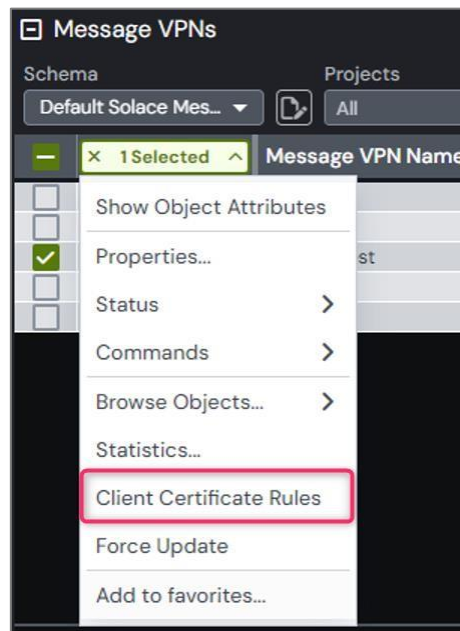 Message VPNs
Schema
Projects
Default Solace Mes...
All
1 Selected
Message VPN Name
Show Object Attributes
Properties...
st
Status
Commands
Browse Objects...
Statistics...
Client Certificate Rules
Force Update
Add to favorites...